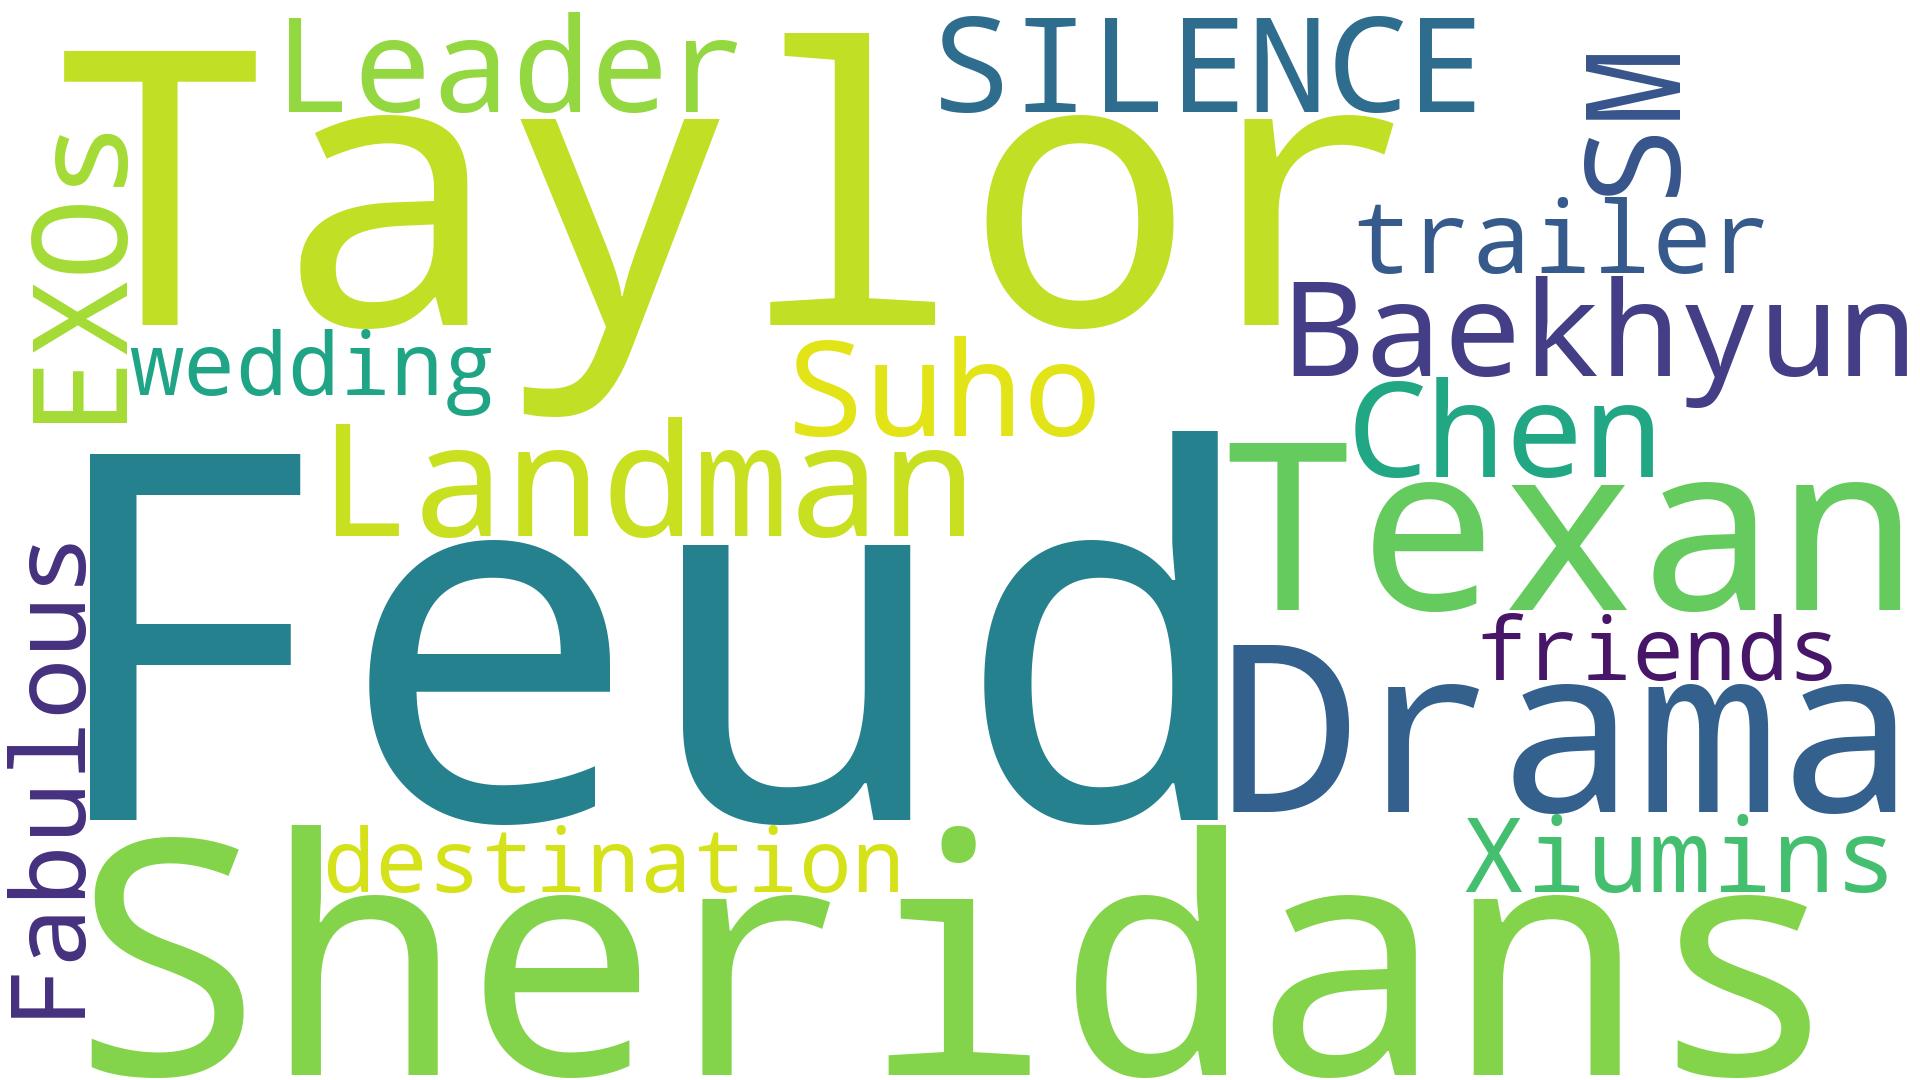 Leader
SILENCE
SM
Taylor
EXOs
trailer
Baekhyun
wedding
Suho
Chen
Landman
Texan
Feud
Fabulous
friends
Drama
destination
Xiumins
Sheridans